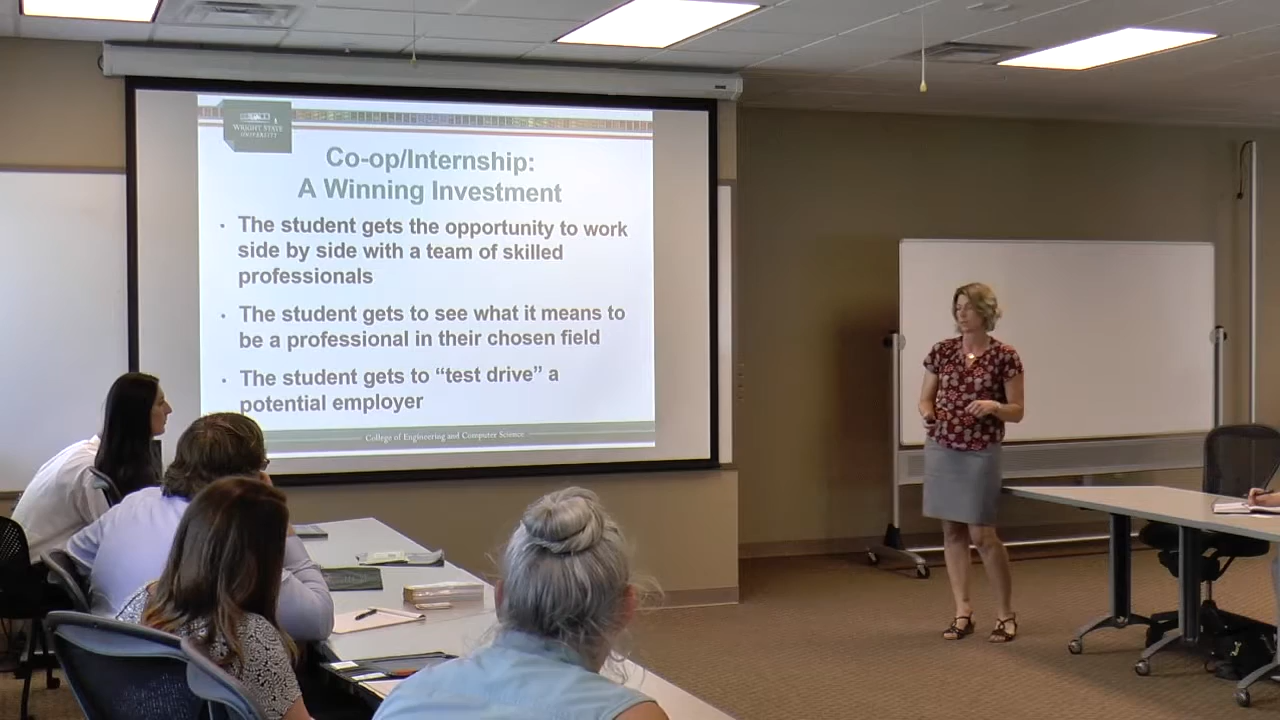 WRIGHT STATE
UNIVERSITY
Co-op/Internship:
A Winning Investment
· The student gets the opportunity to work
side by side with a team of skilled
professionals
· The student gets to see what it means to
be a professional in their chosen field
· The student gets to “test drive” a
potential employer
College of Engineering and Computer Science